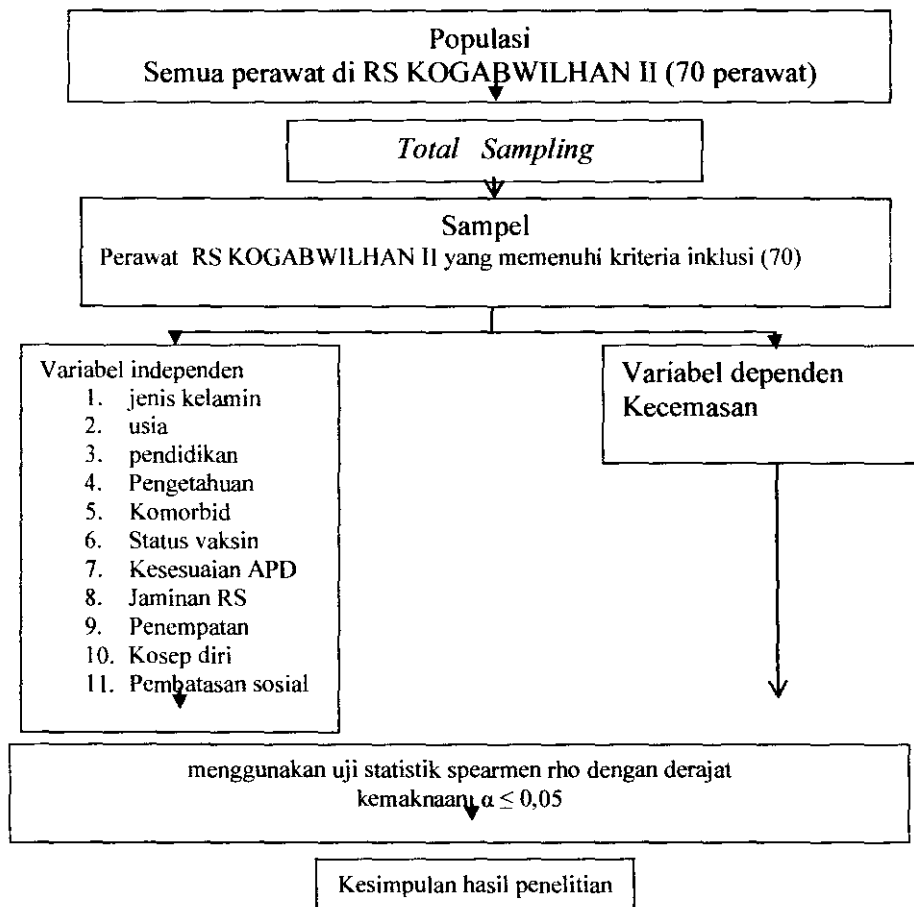 Populasi
Semua perawat di RS KOGABWILHAN II (70 perawat)
Total Sampling
Sampel
Perawat RS KOGABWILHAN II yang memenuhi kriteria inklusi (70)
Variabel independen
1. jenis kelamin
2. usia
3. pendidikan
4. Pengetahuan
5. Komorbid
6. Status vaksin
7. Kesesuaian APD
8. Jaminan RS
9. Penempatan
10. Kosep diri
11. Pembatasan sosial
Variabel dependen
Kecemasan
menggunakan uji statistik spearmen rho dengan derajat
kemaknaan α ≤ 0,05
Kesimpulan hasil penelitian